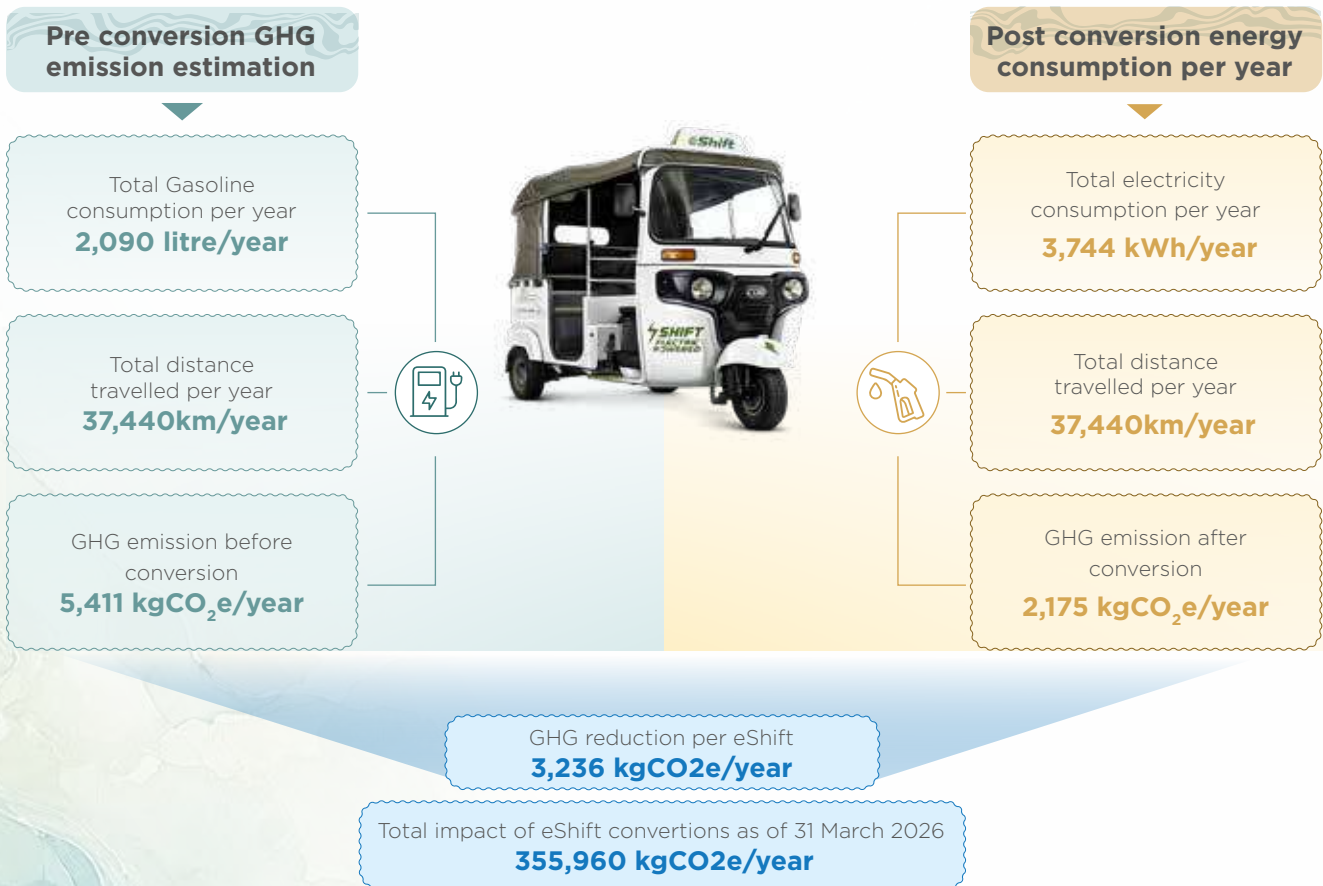 Pre conversion GHG
emission estimation
Total Gasoline
consumption per year
2,090 litre/year
Total distance
travelled per year
37,440km/year
GHG emission before
conversion
5,411 kgCO₂e/year
eShift
SHIFT
ELECTRIC
POWERED
Post conversion energy
consumption per year
Total electricity
consumption per year
3,744 kWh/year
Total distance
travelled per year
37,440km/year
GHG emission after
conversion
2,175 kgCO₂e/year
GHG reduction per eShift
3,236 kgCO2e/year
Total impact of eShift convertions as of 31 March 2026
355,960 kgCO2e/year